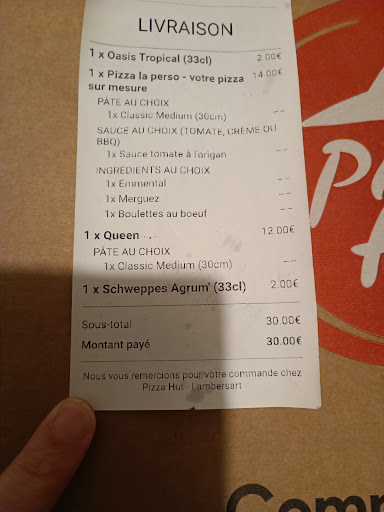 LIVRAISON
1 x Oasis Tropical (33cl) 2.00€
1 x Pizza la perso - votre pizza 14.00€
sur mesure
PÂTE AU CHOIX
1x Classic Medium (30cm) --
SAUCE AU CHOIX (TOMATE, CRÈME OU
BBQ)
1x Sauce tomate à l'origan --
INGRÉDIENTS AU CHOIX
1x Emmental --
1x Merguez --
1x Boulettes au boeuf --
1 x Queen 12.00€
PÂTE AU CHOIX
1x Classic Medium (30cm) --
1 x Schweppes Agrum' (33cl) 2.00€
Sous-total 30.00€
Montant payé 30.00€
Nous vous remercions pour votre commande chez
Pizza Hut - Lambersart